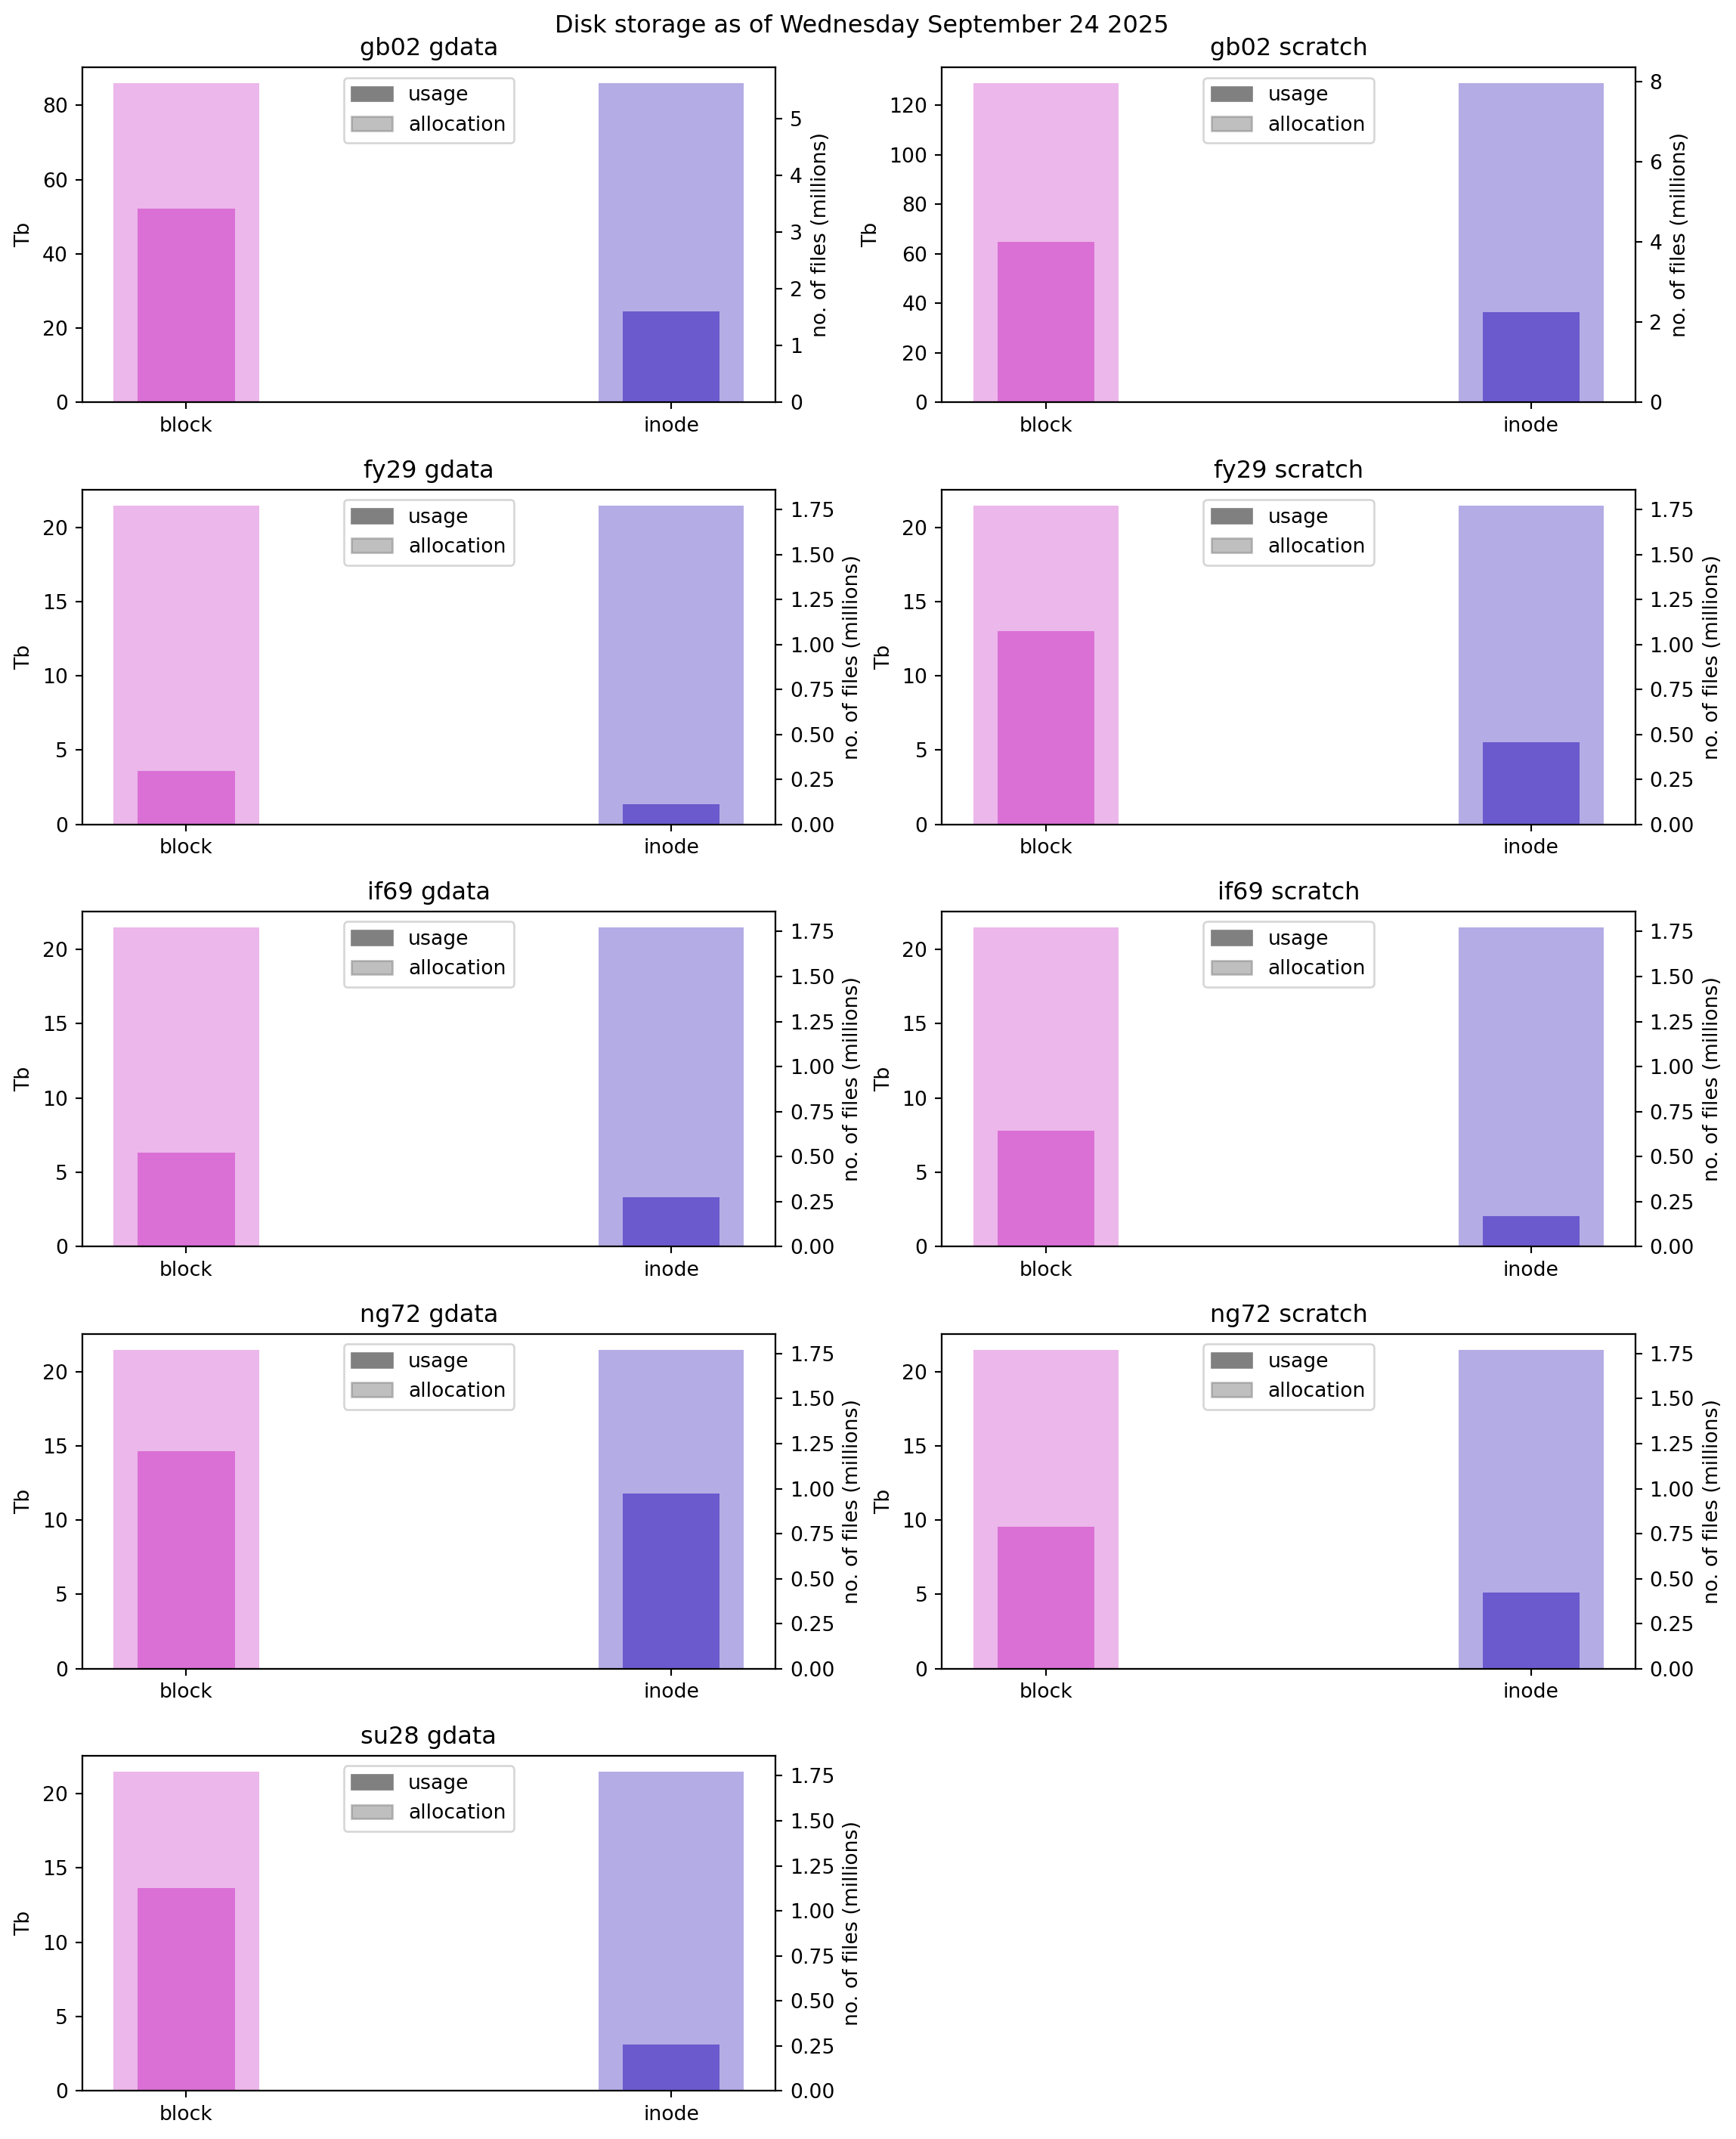 Disk storage as of Wednesday September 24 2025
gb02 gdata
usage
allocation
Tb
0
20
40
60
80
block
inode
0
1
2
3
4
5
no. of files (millions)
gb02 scratch
usage
allocation
Tb
0
20
40
60
80
100
120
block
inode
0
2
4
6
8
no. of files (millions)
fy29 gdata
usage
allocation
Tb
0
5
10
15
20
block
inode
0.00
0.25
0.50
0.75
1.00
1.25
1.50
1.75
no. of files (millions)
fy29 scratch
usage
allocation
Tb
0
5
10
15
20
block
inode
0.00
0.25
0.50
0.75
1.00
1.25
1.50
1.75
no. of files (millions)
if69 gdata
usage
allocation
Tb
0
5
10
15
20
block
inode
0.00
0.25
0.50
0.75
1.00
1.25
1.50
1.75
no. of files (millions)
if69 scratch
usage
allocation
Tb
0
5
10
15
20
block
inode
0.00
0.25
0.50
0.75
1.00
1.25
1.50
1.75
no. of files (millions)
ng72 gdata
usage
allocation
Tb
0
5
10
15
20
block
inode
0.00
0.25
0.50
0.75
1.00
1.25
1.50
1.75
no. of files (millions)
ng72 scratch
usage
allocation
Tb
0
5
10
15
20
block
inode
0.00
0.25
0.50
0.75
1.00
1.25
1.50
1.75
no. of files (millions)
su28 gdata
usage
allocation
Tb
0
5
10
15
20
block
inode
0.00
0.25
0.50
0.75
1.00
1.25
1.50
1.75
no. of files (millions)